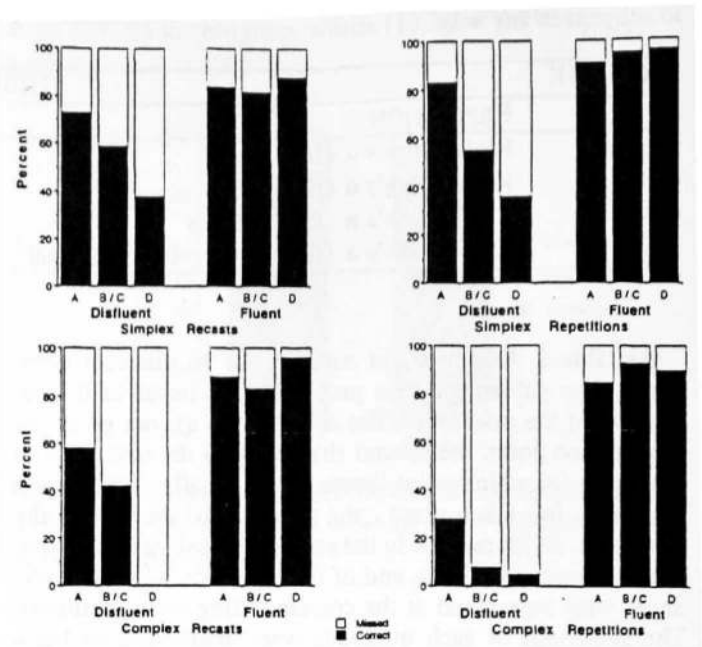 100
80
60
40
20
0
Percent
A B/C D A B/C D
Disfluent Fluent
Simplex Recasts
100
80
60
40
20
0
A B/C D A B/C D
Disfluent Fluent
Simplex Repetitions
100
80
60
40
20
0
Percent
A B/C D A B/C D
Disfluent Fluent
Complex Recasts
100
80
60
40
20
0
A B/C D A B/C D
Disfluent Fluent
Complex Repetitions
Missed
Correct